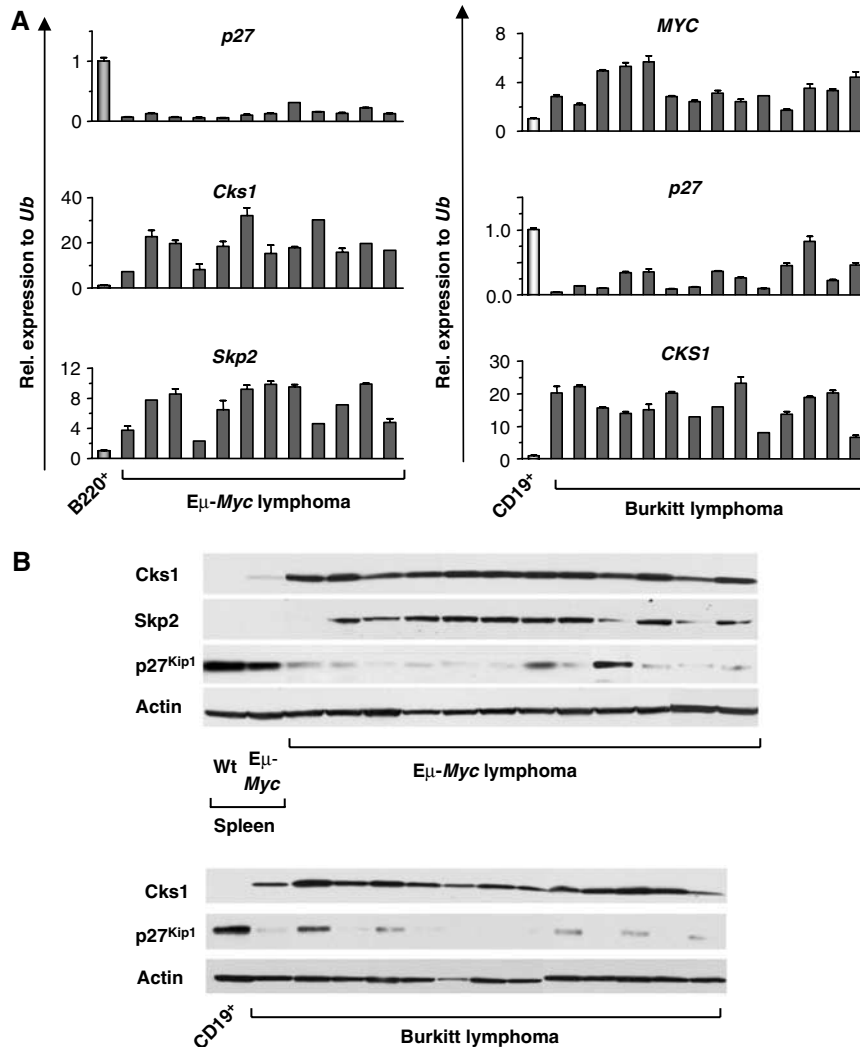 A
Rel. expression to Ub
p27
1
0
Cks1
40
20
0
Skp2
12
8
4
0
B220+
Eμ-Myc lymphoma
Rel. expression to Ub
MYC
8
4
0
p27
1.0
0.0
CKS1
30
20
10
0
CD19+
Burkitt lymphoma
B
Cks1
Skp2
p27Kip1
Actin
Wt
Eμ-
Myc
Spleen
Eμ-Myc lymphoma
Cks1
p27Kip1
Actin
CD19+
Burkitt lymphoma